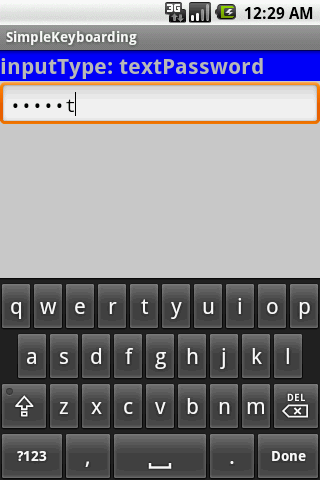 3G 12:29 AM
SimpleKeyboarding
inputType: textPassword
•••••t
q w e r t y u i o p
a s d f g h j k l
z x c v b n m DEL
?123 , . Done